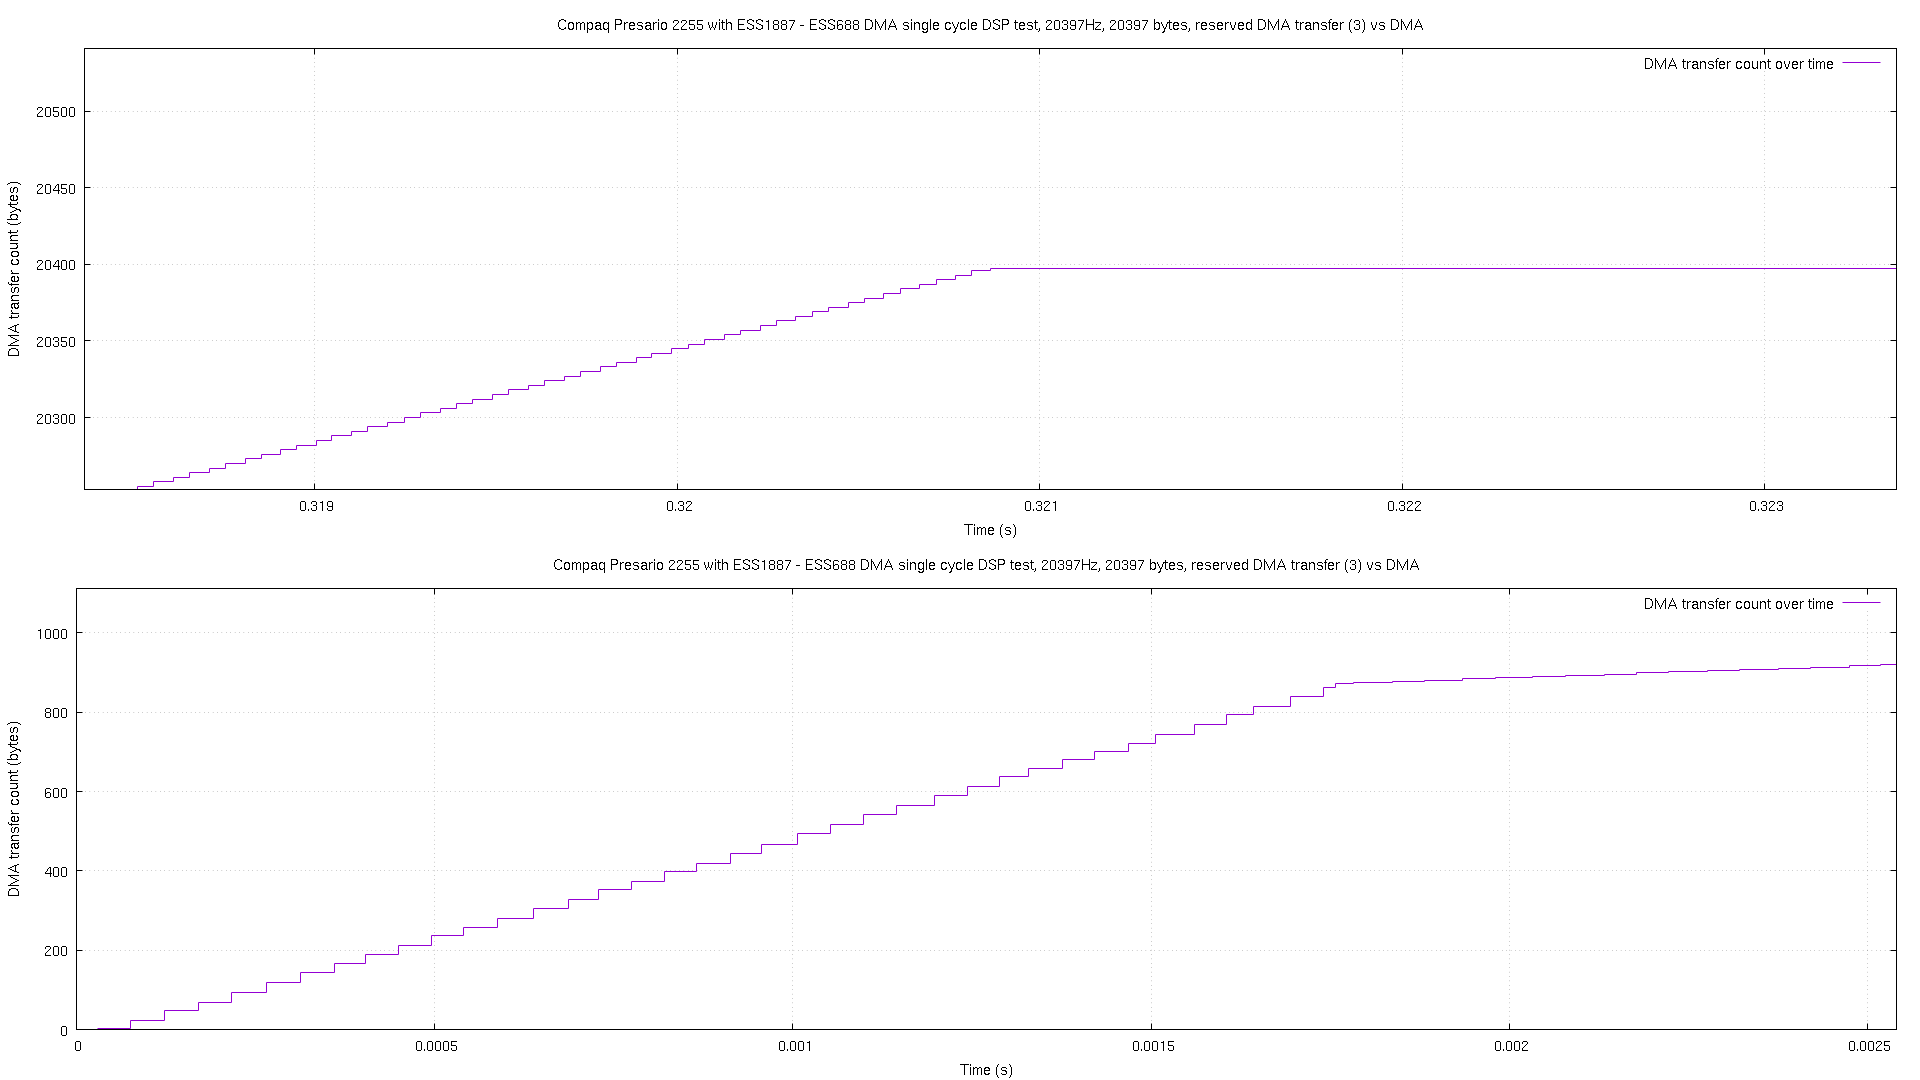 Compaq Presario 2255 with ESS1887 - ESS688 DMA single cycle DSP test, 20397Hz, 20397 bytes, reserved DMA transfer (3) vs DMA
DMA transfer count over time
20500
20450
20400
20350
20300
DMA transfer count (bytes)
0.319 0.32 0.321 0.322 0.323
Time (s)
Compaq Presario 2255 with ESS1887 - ESS688 DMA single cycle DSP test, 20397Hz, 20397 bytes, reserved DMA transfer (3) vs DMA
DMA transfer count over time
1000
800
600
400
200
0
DMA transfer count (bytes)
0 0.0005 0.001 0.0015 0.002 0.0025
Time (s)